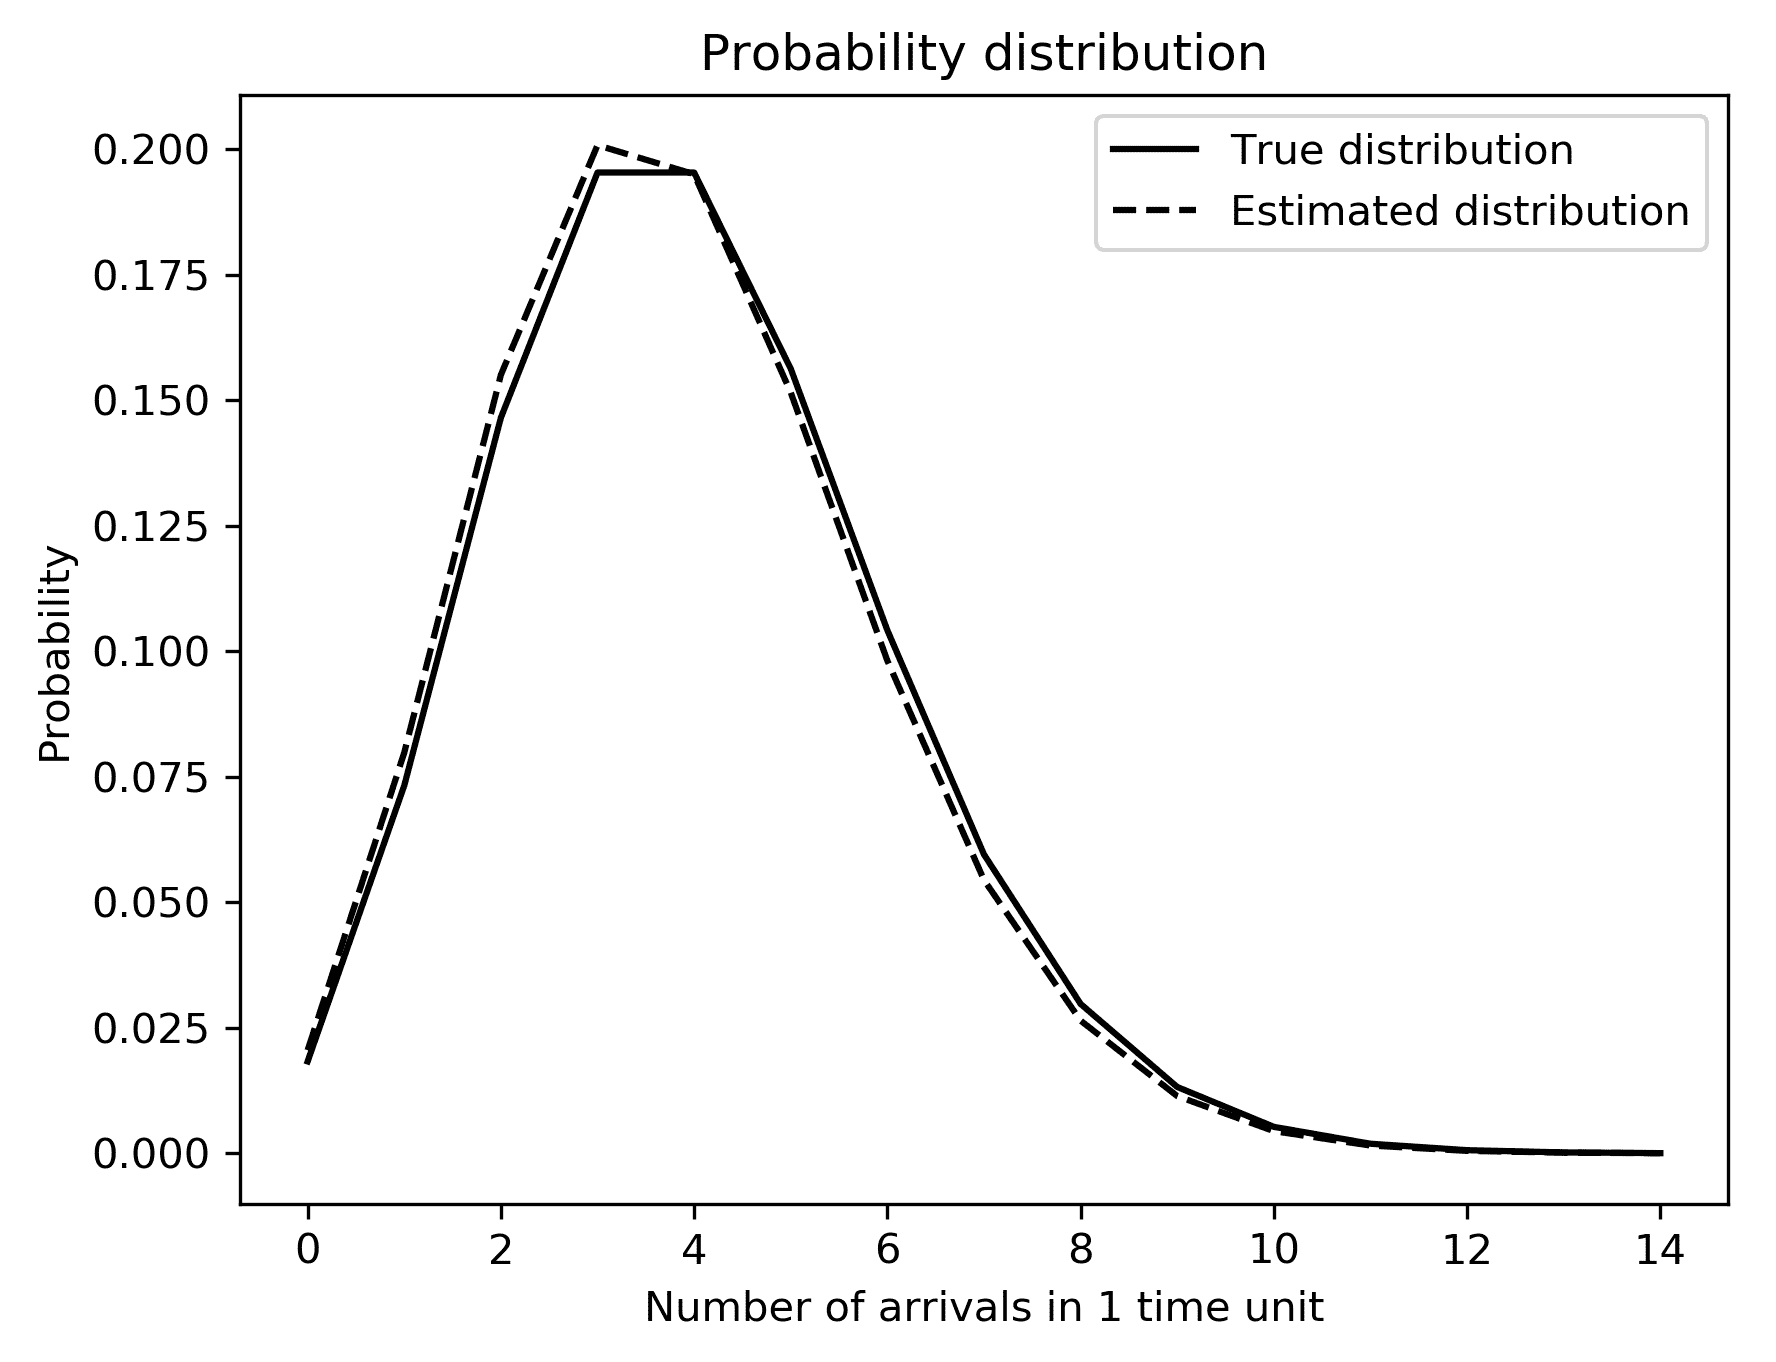 Probability distribution
True distribution
Estimated distribution
0.200
0.175
0.150
0.125
0.100
0.075
0.050
0.025
0.000
Probability
0 2 4 6 8 10 12 14
Number of arrivals in 1 time unit